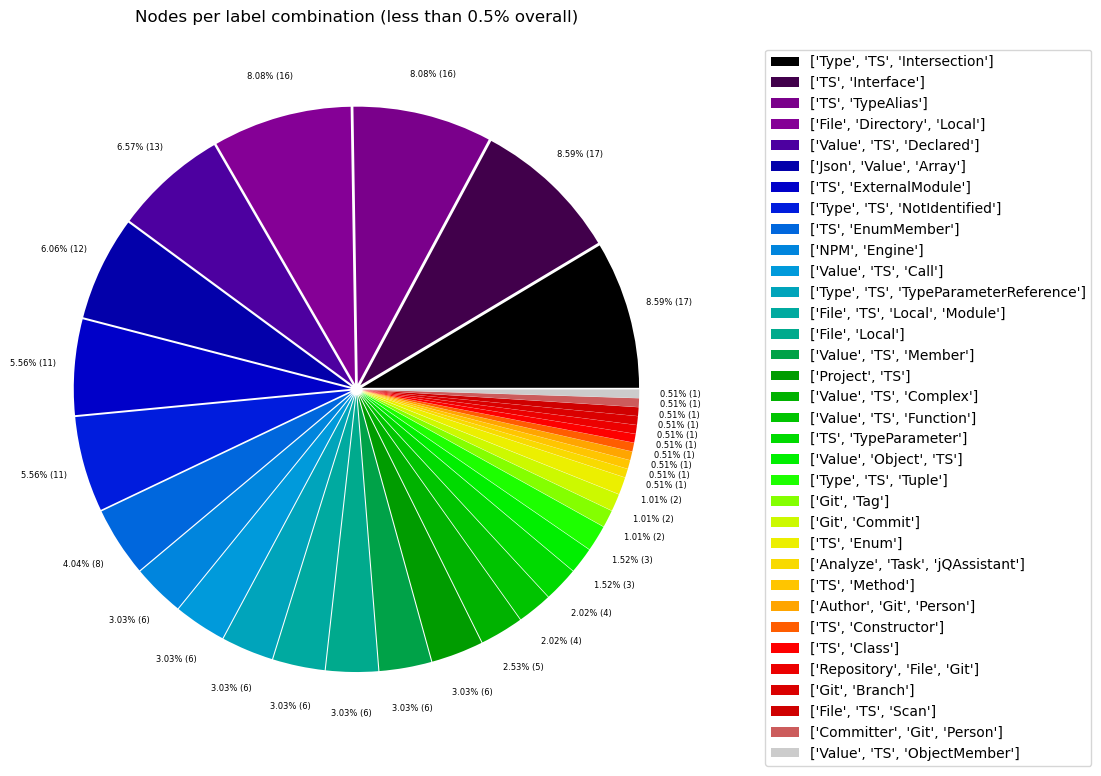 Nodes per label combination (less than 0.5% overall)
8.59% (17)
8.59% (17)
8.08% (16)
8.08% (16)
6.57% (13)
6.06% (12)
5.56% (11)
5.56% (11)
4.04% (8)
3.03% (6)
3.03% (6)
3.03% (6)
3.03% (6)
3.03% (6)
3.03% (6)
3.03% (6)
2.53% (5)
2.02% (4)
2.02% (4)
1.52% (3)
1.52% (3)
1.01% (2)
1.01% (2)
1.01% (2)
0.51% (1)
0.51% (1)
0.51% (1)
0.51% (1)
0.51% (1)
0.51% (1)
0.51% (1)
0.51% (1)
0.51% (1)
0.51% (1)
['Type', 'TS', 'Intersection']
['TS', 'Interface']
['TS', 'TypeAlias']
['File', 'Directory', 'Local']
['Value', 'TS', 'Declared']
['Json', 'Value', 'Array']
['TS', 'ExternalModule']
['Type', 'TS', 'NotIdentified']
['TS', 'EnumMember']
['NPM', 'Engine']
['Value', 'TS', 'Call']
['Type', 'TS', 'TypeParameterReference']
['File', 'TS', 'Local', 'Module']
['File', 'Local']
['Value', 'TS', 'Member']
['Project', 'TS']
['Value', 'TS', 'Complex']
['Value', 'TS', 'Function']
['TS', 'TypeParameter']
['Value', 'Object', 'TS']
['Type', 'TS', 'Tuple']
['Git', 'Tag']
['Git', 'Commit']
['TS', 'Enum']
['Analyze', 'Task', 'jQAssistant']
['TS', 'Method']
['Author', 'Git', 'Person']
['TS', 'Constructor']
['TS', 'Class']
['Repository', 'File', 'Git']
['Git', 'Branch']
['File', 'TS', 'Scan']
['Committer', 'Git', 'Person']
['Value', 'TS', 'ObjectMember']